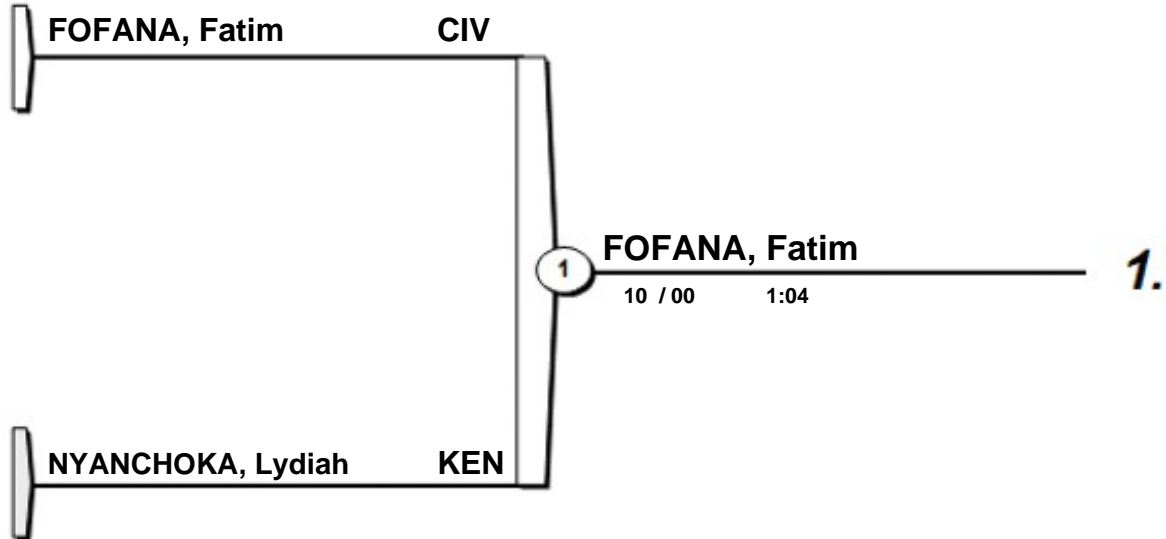 FOFANA, Fatim CIV
1
FOFANA, Fatim
1.
10 / 00 1:04
NYANCHOKA, Lydiah KEN